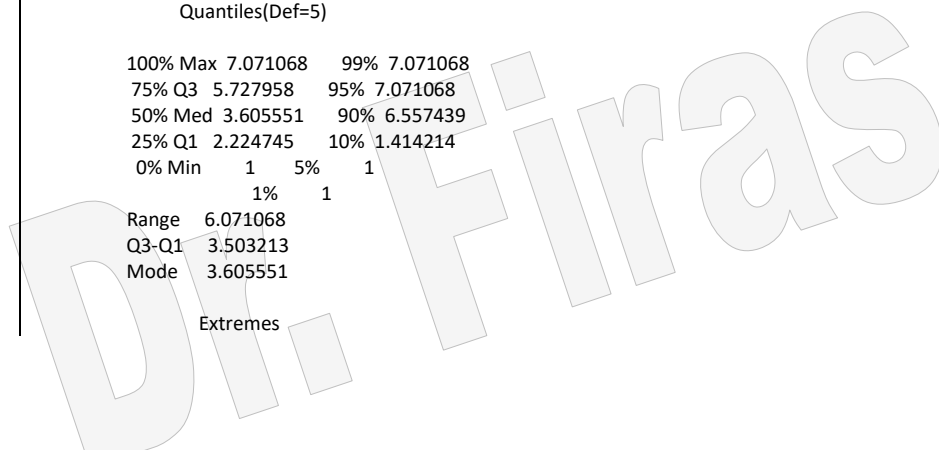 Quantiles(Def=5)
100% Max 7.071068 99% 7.071068
75% Q3 5.727958 95% 7.071068
50% Med 3.605551 90% 6.557439
25% Q1 2.224745 10% 1.414214
0% Min 1 5% 1
1% 1
Range 6.071068
Q3-Q1 3.503213
Mode 3.605551
Extremes
Dr. Firas